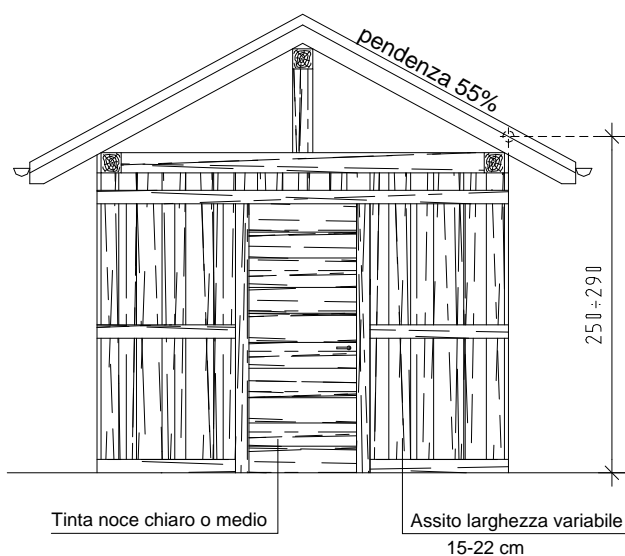 pendenza 55%
250÷290
Tinta noce chiaro o medio
Assito larghezza variabile
15-22 cm